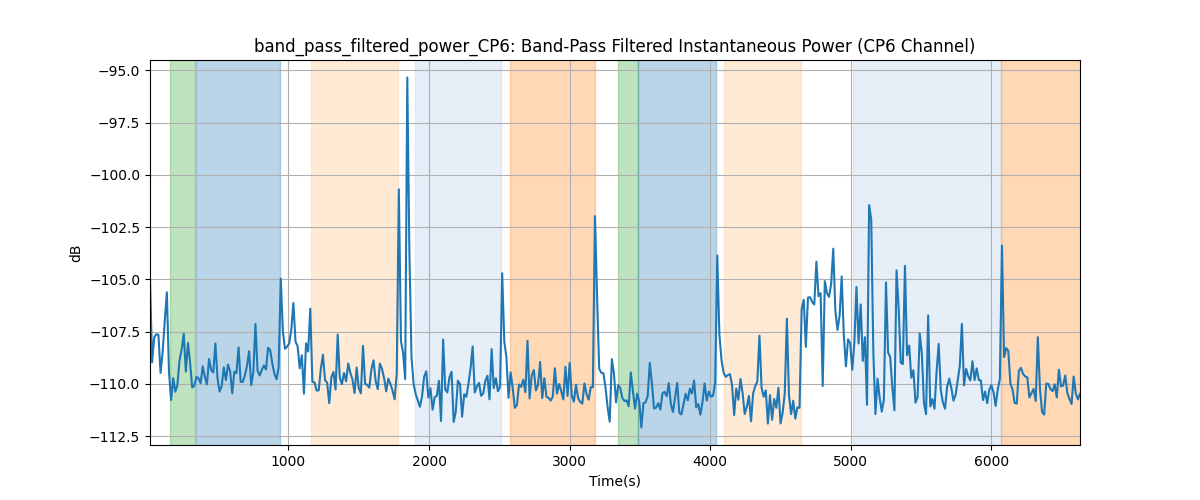 band_pass_filtered_power_CP6: Band-Pass Filtered Instantaneous Power (CP6 Channel)
−95.0
−97.5
−100.0
−102.5
−105.0
−107.5
−110.0
−112.5
dB
1000 2000 3000 4000 5000 6000
Time(s)